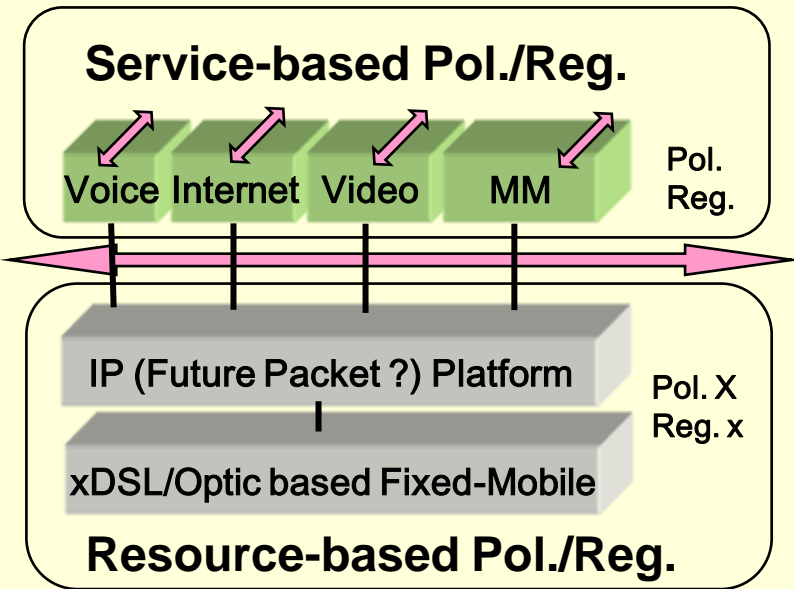 Service-based Pol./Reg.
Voice Internet Video MM
Pol.
Reg.
IP (Future Packet ?) Platform
Pol. X
Reg. x
xDSL/Optic based Fixed-Mobile
Resource-based Pol./Reg.